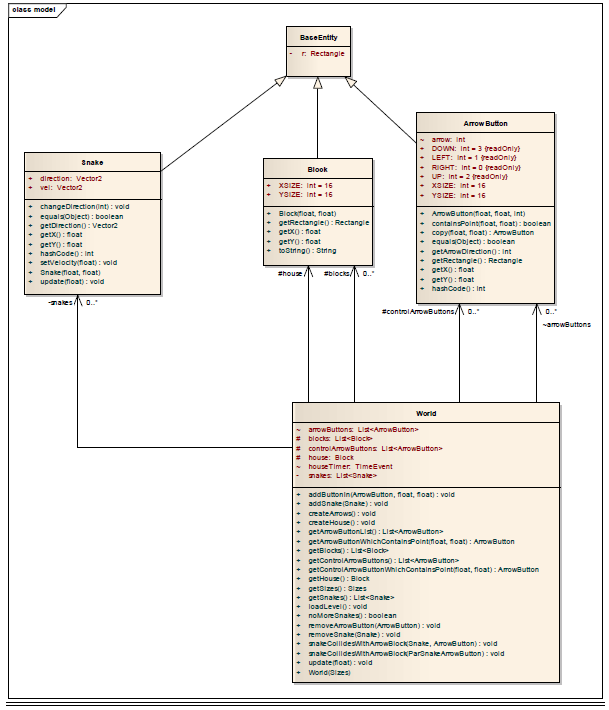 class model
BaseEntity
- r: Rectangle
Snake
+ direction: Vector2
+ vel: Vector2
+ changeDirection(int) : void
+ equals(Object) : boolean
+ getDirection() : Vector2
+ getX() : float
+ getY() : float
+ hashCode() : int
+ setVelocity(float) : void
+ Snake(float, float)
+ update(float) : void
Block
+ XSIZE: int = 16
+ YSIZE: int = 16
+ Block(float, float)
+ getRectangle() : Rectangle
+ getX() : float
+ getY() : float
+ toString() : String
ArrowButton
~ arrow: int
+ DOWN: int = 3 {readOnly}
+ LEFT: int = 1 {readOnly}
+ RIGHT: int = 0 {readOnly}
+ UP: int = 2 {readOnly}
+ XSIZE: int = 16
+ YSIZE: int = 16
+ ArrowButton(float, float, int)
+ containsPoint(float, float) : boolean
+ copy(float, float) : ArrowButton
+ equals(Object) : boolean
+ getArrowDirection() : int
+ getRectangle() : Rectangle
+ getX() : float
+ getY() : float
+ hashCode() : int
-snakes 0..*
#house
#blocks 0..*
#controlArrowButtons 0..*
0..*
~arrowButtons
World
~ arrowButtons: List<ArrowButton>
# blocks: List<Block>
# controlArrowButtons: List<ArrowButton>
# house: Block
~ houseTimer: TimeEvent
- snakes: List<Snake>
+ addButtonIn(ArrowButton, float, float) : void
+ addSnake(Snake) : void
+ createArrows() : void
+ createHouse() : void
+ getArrowButtonList() : List<ArrowButton>
+ getArrowButtonWhichContainsPoint(float, float) : ArrowButton
+ getBlocks() : List<Block>
+ getControlArrowButtons() : List<ArrowButton>
+ getControlArrowButtonWhichContainsPoint(float, float) : ArrowButton
+ getHouse() : Block
+ getSizes() : Sizes
+ getSnakes() : List<Snake>
+ loadLevel() : void
+ noMoreSnakes() : boolean
+ removeArrowButton(ArrowButton) : void
+ removeSnake(Snake) : void
+ snakeCollidesWithArrowBlock(Snake, ArrowButton) : void
+ snakeCollidesWithArrowBlock(ParSnakeArrowButton) : void
+ update(float) : void
+ World(Sizes)